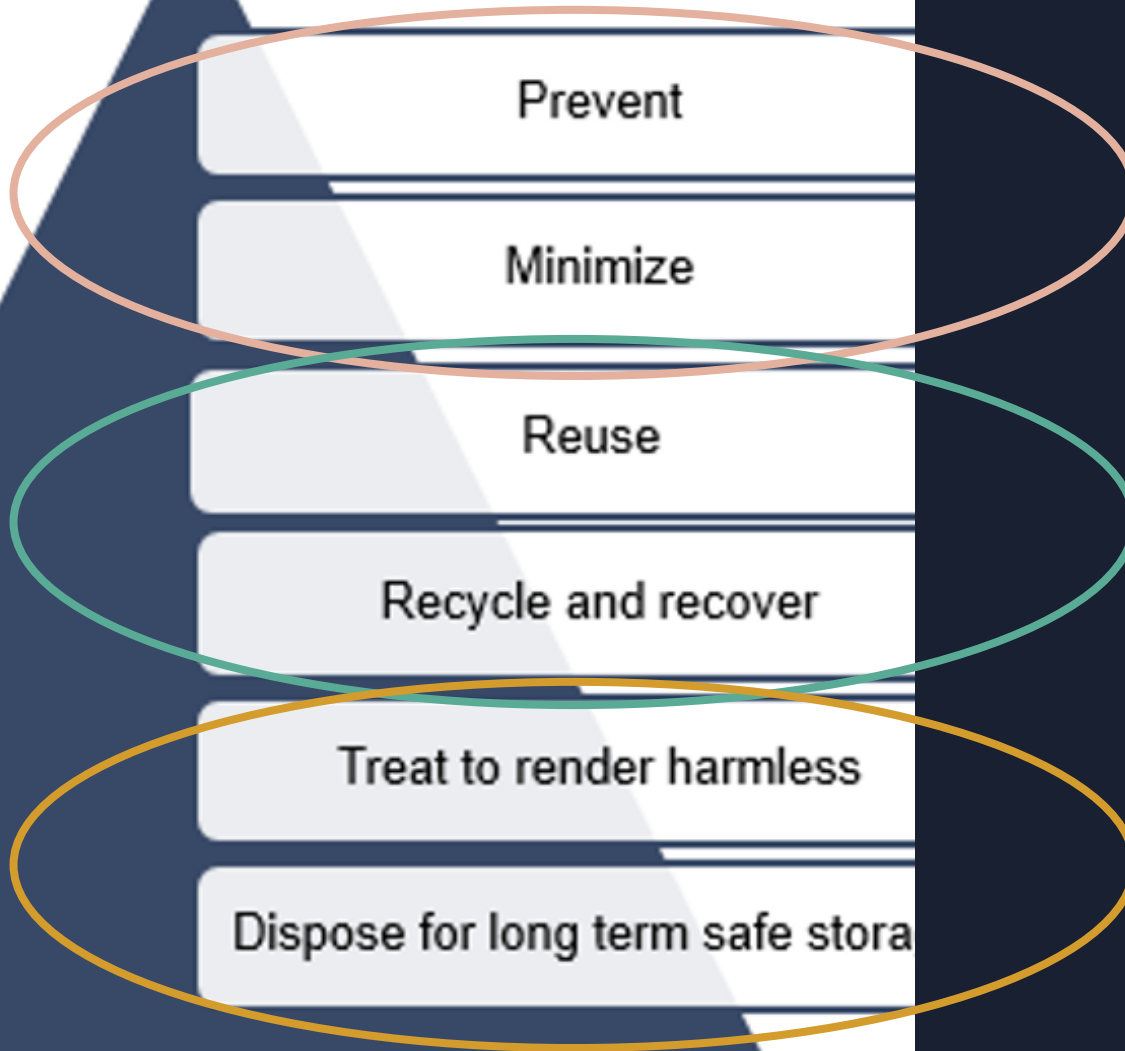 Prevent
Minimize
Reuse
Recycle and recover
Treat to render harmless
Dispose for long term safe stora